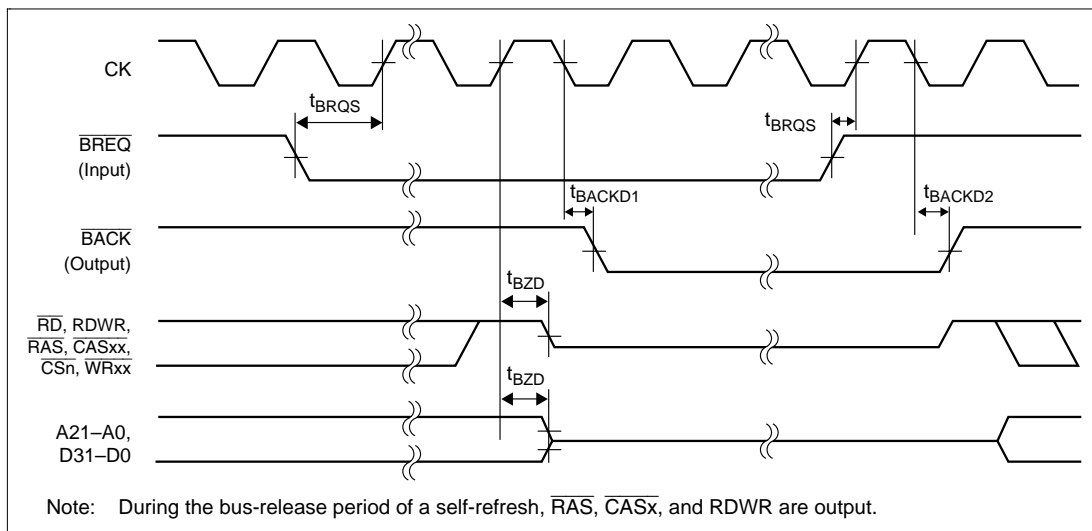 CK
tBRQS
tBRQS
BREQ
(Input)
tBACKD1
tBACKD2
BACK
(Output)
tBZD
RD, RDWR,
RAS, CASxx,
CSn, WRxx
tBZD
A21–A0,
D31–D0
Note: During the bus-release period of a self-refresh, RAS, CASx, and RDWR are output.